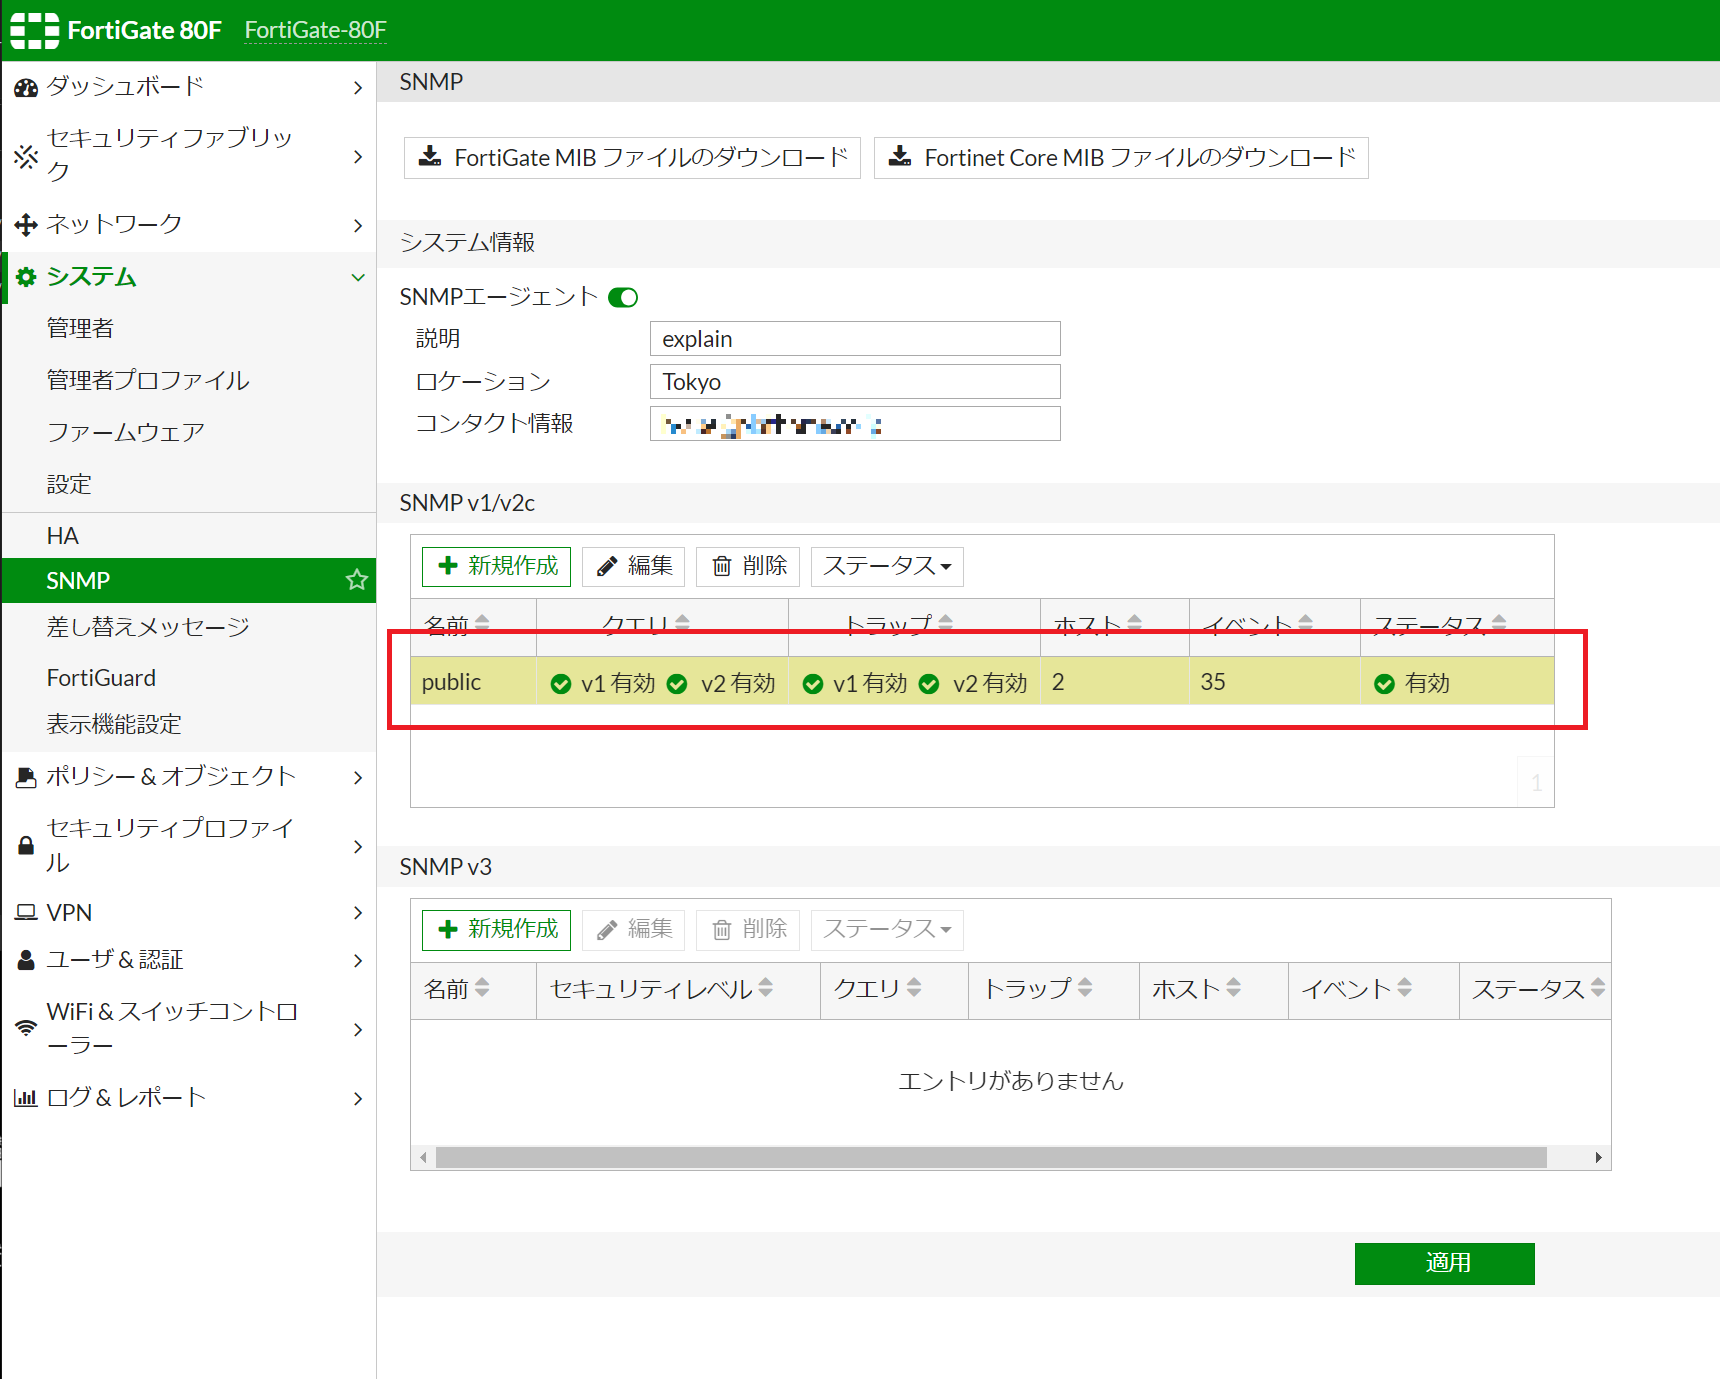 FortiGate 80F FortiGate-80F
ダッシュボード
セキュリティファブリッ
ク
ネットワーク
システム
管理者
管理者プロファイル
ファームウェア
設定
HA
SNMP
差し替えメッセージ
FortiGuard
表示機能設定
ポリシー & オブジェクト
セキュリティプロファイ
ル
VPN
ユーザ & 認証
WiFi & スイッチコントロ
ーラー
ログ & レポート
SNMP
FortiGate MIB ファイルのダウンロード Fortinet Core MIB ファイルのダウンロード
システム情報
SNMPエージェント
説明 explain
ロケーション Tokyo
コンタクト情報
SNMP v1/v2c
新規作成 編集 削除 ステータス
名前 クエリ トラップ ホスト イベント ステータス
public v1 有効 v2 有効 v1 有効 v2 有効 2 35 有効
1
SNMP v3
新規作成 編集 削除 ステータス
名前 セキュリティレベル クエリ トラップ ホスト イベント ステータス
エントリがありません
適用